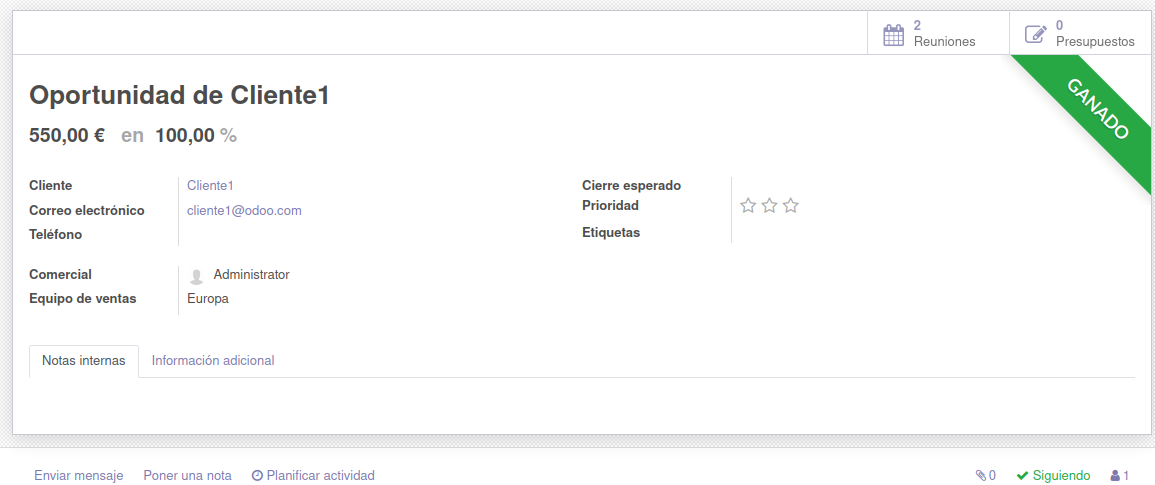 2
Reuniones
0
Presupuestos
GANADO
Oportunidad de Cliente1
550,00 € en 100,00 %
Cliente Cliente1
Correo electrónico cliente1@odoo.com
Teléfono
Cierre esperado
Prioridad
Etiquetas
Comercial Administrator
Equipo de ventas Europa
Notas internas Información adicional
Enviar mensaje Poner una nota Planificar actividad 0 Siguiendo 1